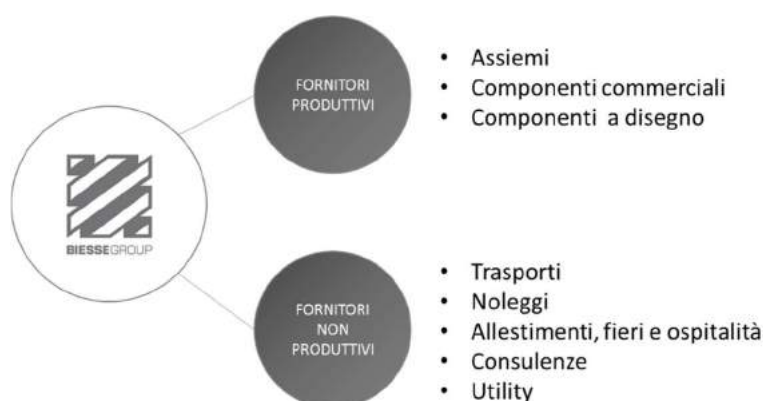 BIESSEGROUP
FORNITORI
PRODUTTIVI
• Assiemi
• Componenti commerciali
• Componenti a disegno
FORNITORI
NON
PRODUTTIVI
• Trasporti
• Noleggi
• Allestimenti, fieri e ospitalità
• Consulenze
• Utility